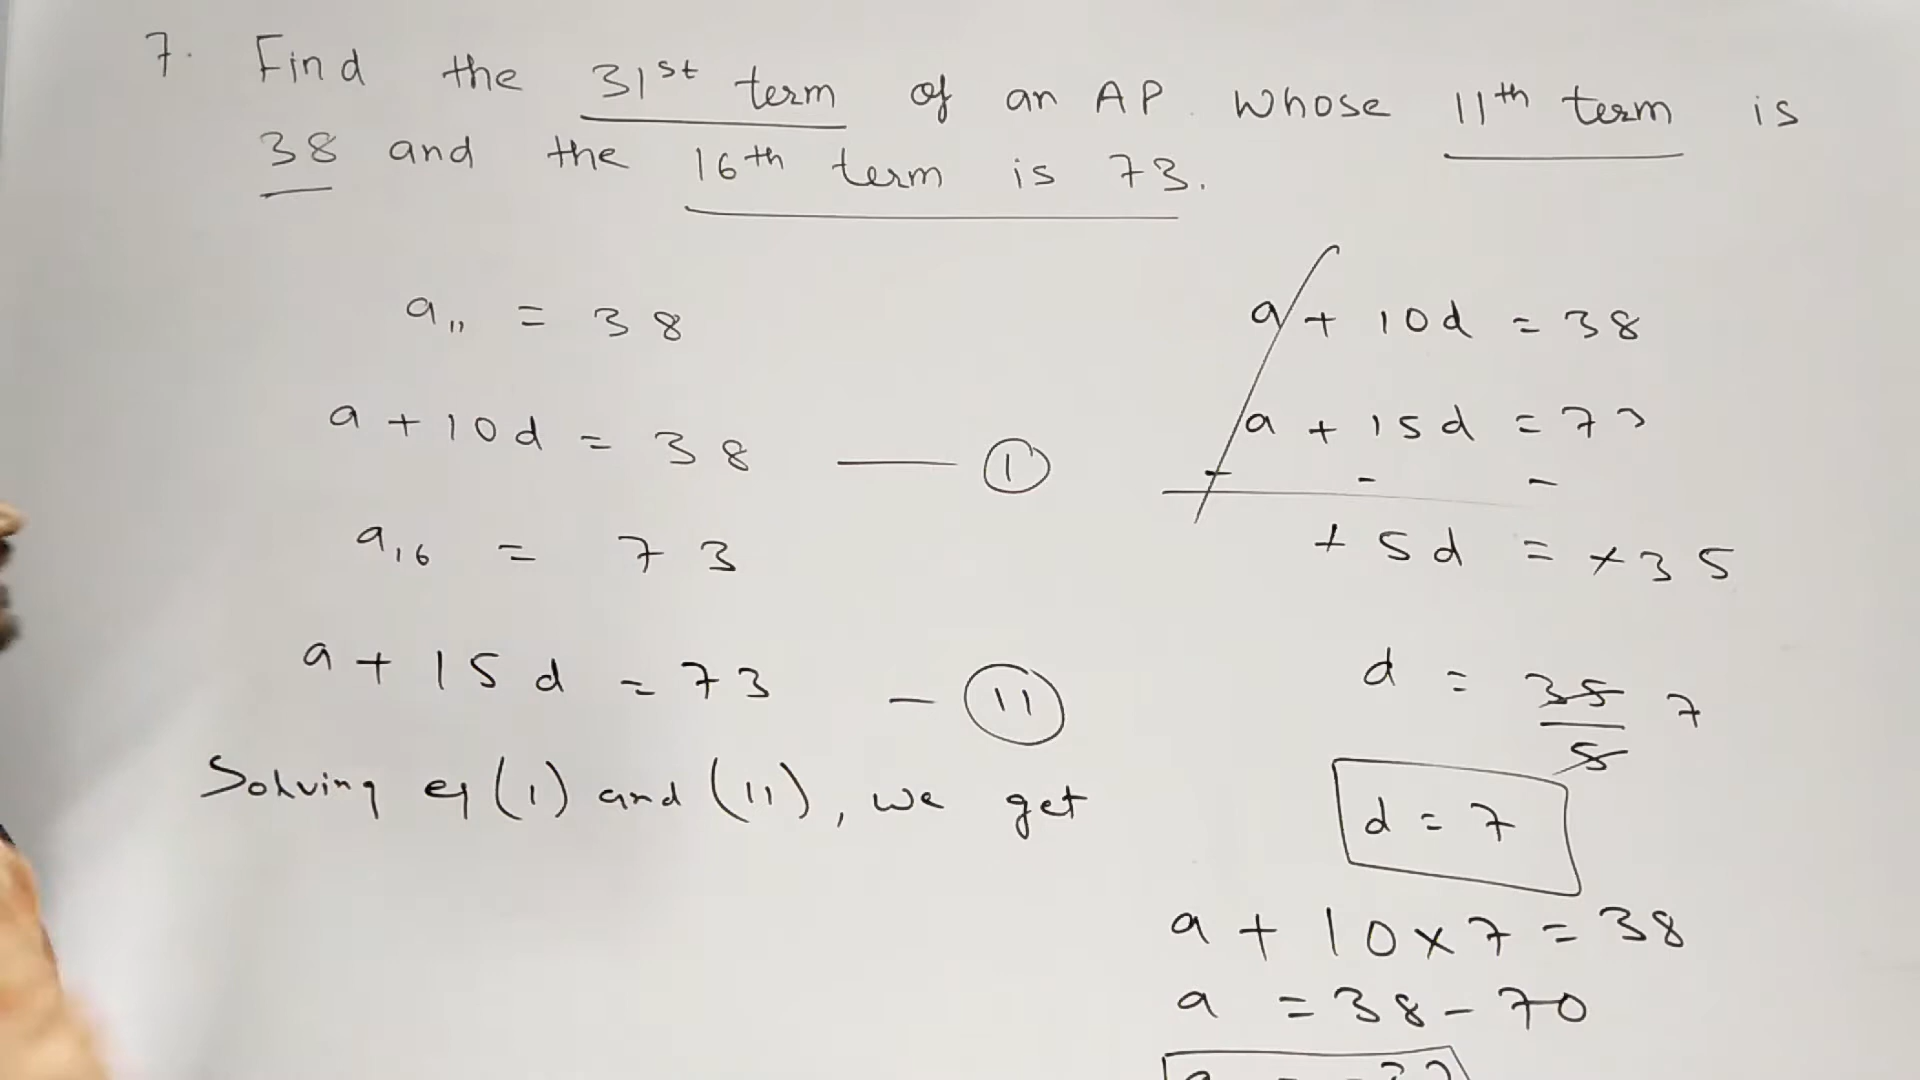 7. Find the 31st term of an AP whose 11th term is
38 and the 16th term is 73.
a11 = 38
a + 10d = 38 — (1)
a16 = 73
a + 15d = 73 — (11)
Solving eq (1) and (11), we get
a + 10d = 38
a + 15d = 73
- - -
+ 5d = +35
d = 35/5 7
d = 7
a + 10 × 7 = 38
a = 38 - 70